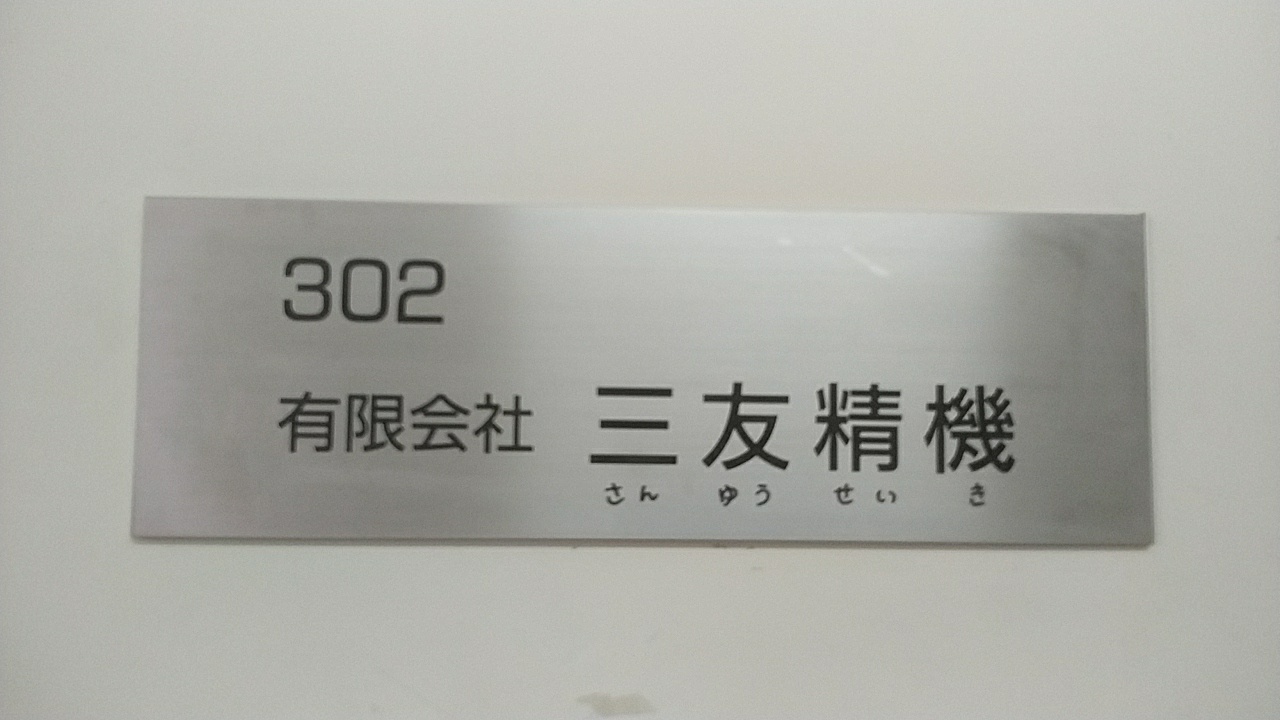 302
有限会社 三友精機
さん ゆう せい き